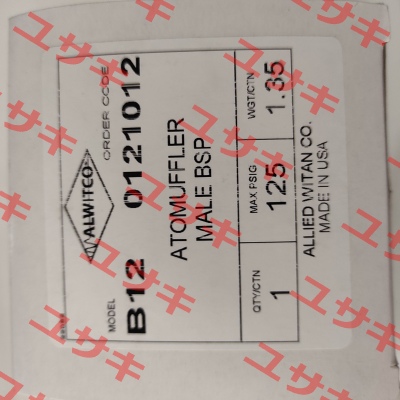 ALWITCO
ORDER CODE
MODEL
B12 0121012
ATOMUFFLER
MALE BSP
QTY/CTN
1
MAX PSIG
125
WGT/CTN
1.35
ALLIED WITAN CO.
MADE IN USA
ユサキ
ユサキ
ユサキ
ユサキ
ユサキ
ユサキ
ユサキ